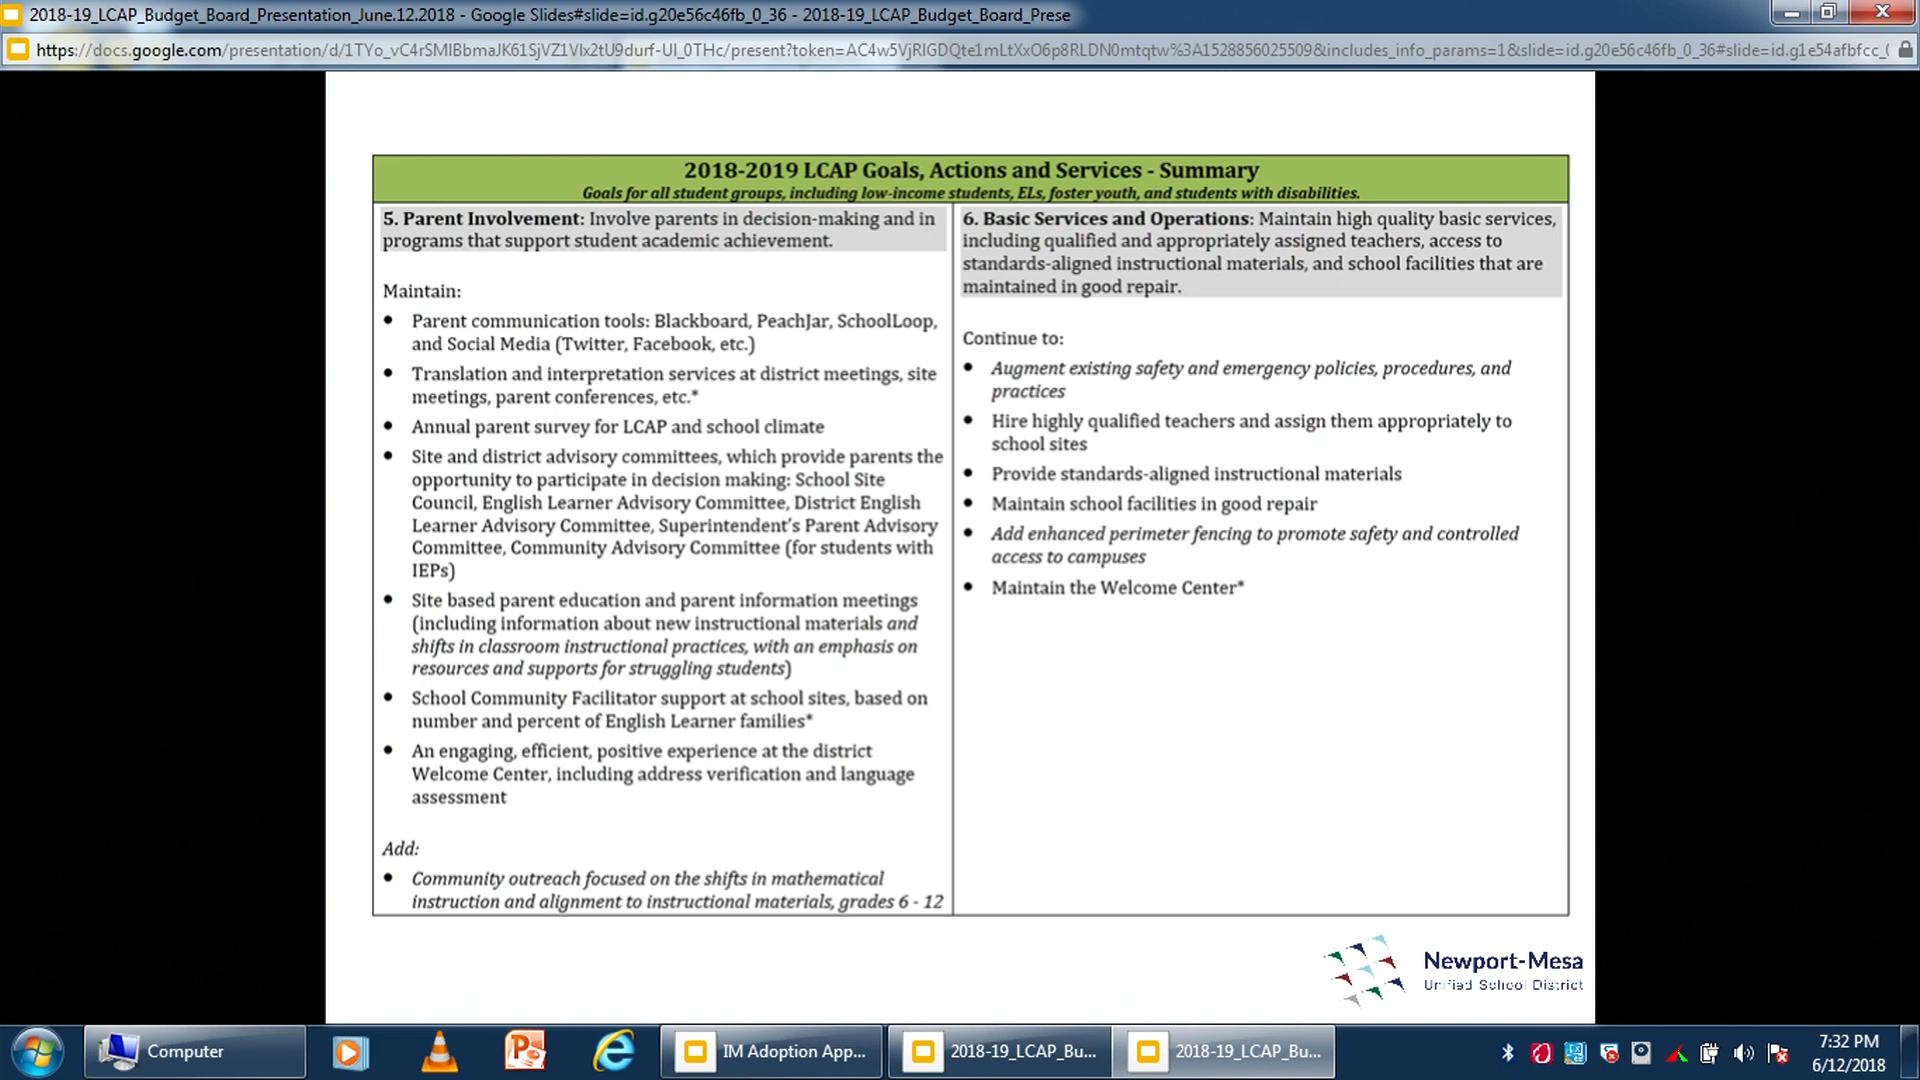 2018-19_LCAP_Budget_Board_Presentation_June.12.2018 - Google Slides#slide=id.g20e56c46fb_0_36 - 2018-19_LCAP_Budget_Board_Prese
2018-2019 LCAP Goals, Actions and Services - Summary
Goals for all student groups, including low-income students, ELs, foster youth, and students with disabilities.
5. Parent Involvement: Involve parents in decision-making and in
programs that support student academic achievement.
Maintain:
• Parent communication tools: Blackboard, PeachJar, SchoolLoop,
and Social Media (Twitter, Facebook, etc.)
• Translation and interpretation services at district meetings, site
meetings, parent conferences, etc.*
• Annual parent survey for LCAP and school climate
• Site and district advisory committees, which provide parents the
opportunity to participate in decision making: School Site
Council, English Learner Advisory Committee, District English
Learner Advisory Committee, Superintendent's Parent Advisory
Committee, Community Advisory Committee (for students with
IEPs)
• Site based parent education and parent information meetings
(including information about new instructional materials and
shifts in classroom instructional practices, with an emphasis on
resources and supports for struggling students)
• School Community Facilitator support at school sites, based on
number and percent of English Learner families*
• An engaging, efficient, positive experience at the district
Welcome Center, including address verification and language
assessment
Add:
• Community outreach focused on the shifts in mathematical
instruction and alignment to instructional materials, grades 6 - 12
6. Basic Services and Operations: Maintain high quality basic services,
including qualified and appropriately assigned teachers, access to
standards-aligned instructional materials, and school facilities that are
maintained in good repair.
Continue to:
• Augment existing safety and emergency policies, procedures, and
practices
• Hire highly qualified teachers and assign them appropriately to
school sites
• Provide standards-aligned instructional materials
• Maintain school facilities in good repair
• Add enhanced perimeter fencing to promote safety and controlled
access to campuses
• Maintain the Welcome Center*
Newport-Mesa
Unified School District
Computer
IM Adoption App...
2018-19_LCAP_Bu...
2018-19_LCAP_Bu...
7:32 PM
6/12/2018